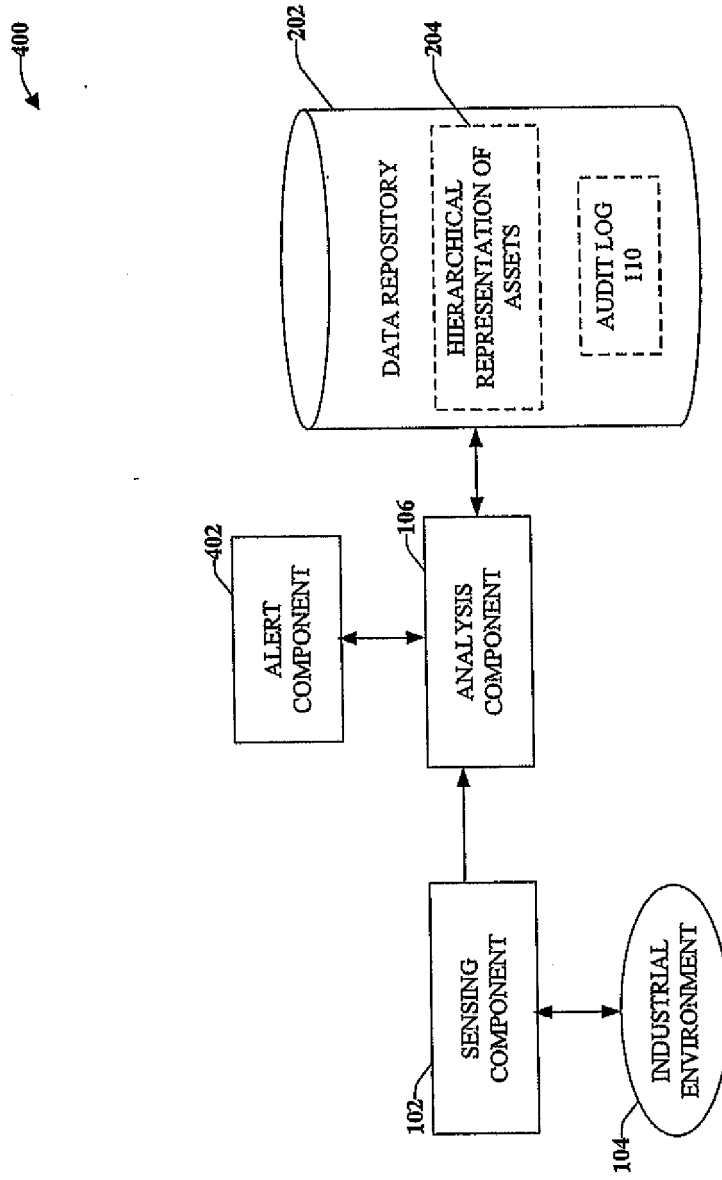 400
202
DATA REPOSITORY
204
HIERARCHICAL
REPRESENTATION OF
ASSETS
AUDIT LOG
110
402
ALERT
COMPONENT
106
ANALYSIS
COMPONENT
102
SENSING
COMPONENT
INDUSTRIAL
ENVIRONMENT
104